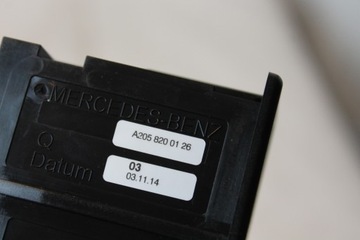 MERCEDES-BENZ
A205 820 01 26
Q
03
Datum
03.11.14